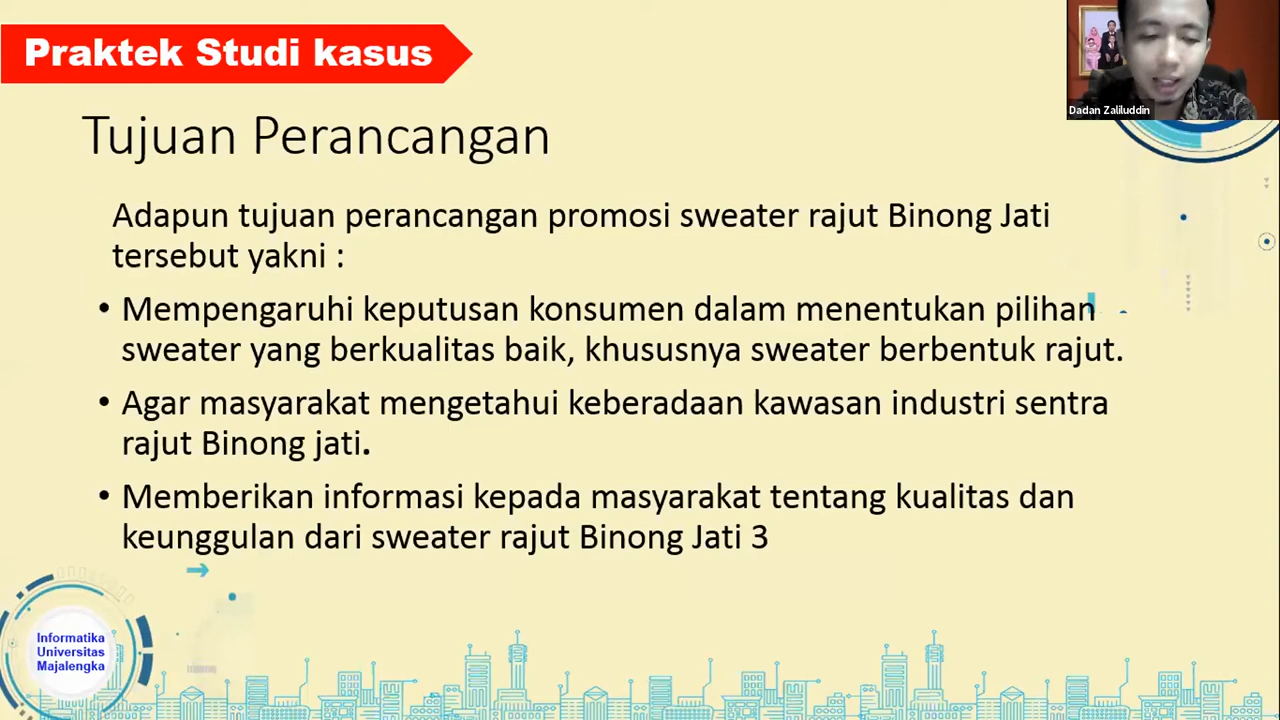 Praktek Studi kasus
Dadan Zaliluddin
Tujuan Perancangan
Adapun tujuan perancangan promosi sweater rajut Binong Jati
tersebut yakni :
• Mempengaruhi keputusan konsumen dalam menentukan pilihan
sweater yang berkualitas baik, khususnya sweater berbentuk rajut.
• Agar masyarakat mengetahui keberadaan kawasan industri sentra
rajut Binong jati.
• Memberikan informasi kepada masyarakat tentang kualitas dan
keunggulan dari sweater rajut Binong Jati 3
Informatika
Universitas
Majalengka